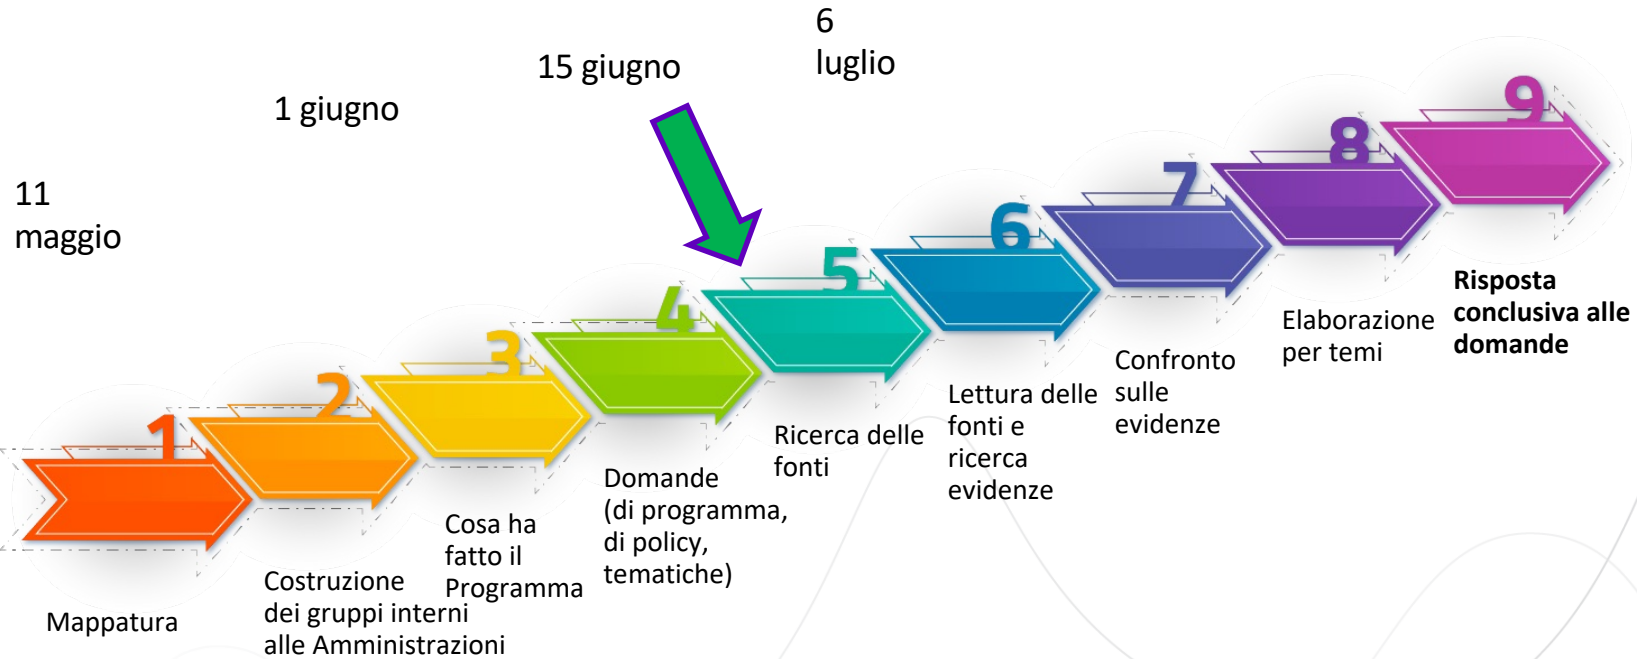 11
maggio
1 giugno
15 giugno
6
luglio
1
Mappatura
2
Costruzione
dei gruppi interni
alle Amministrazioni
3
Cosa ha
fatto il
Programma
4
Domande
(di programma,
di policy,
tematiche)
5
Ricerca delle
fonti
6
Lettura delle
fonti e
ricerca
evidenze
7
Confronto
sulle
evidenze
8
Elaborazione
per temi
9
Risposta
conclusiva alle
domande